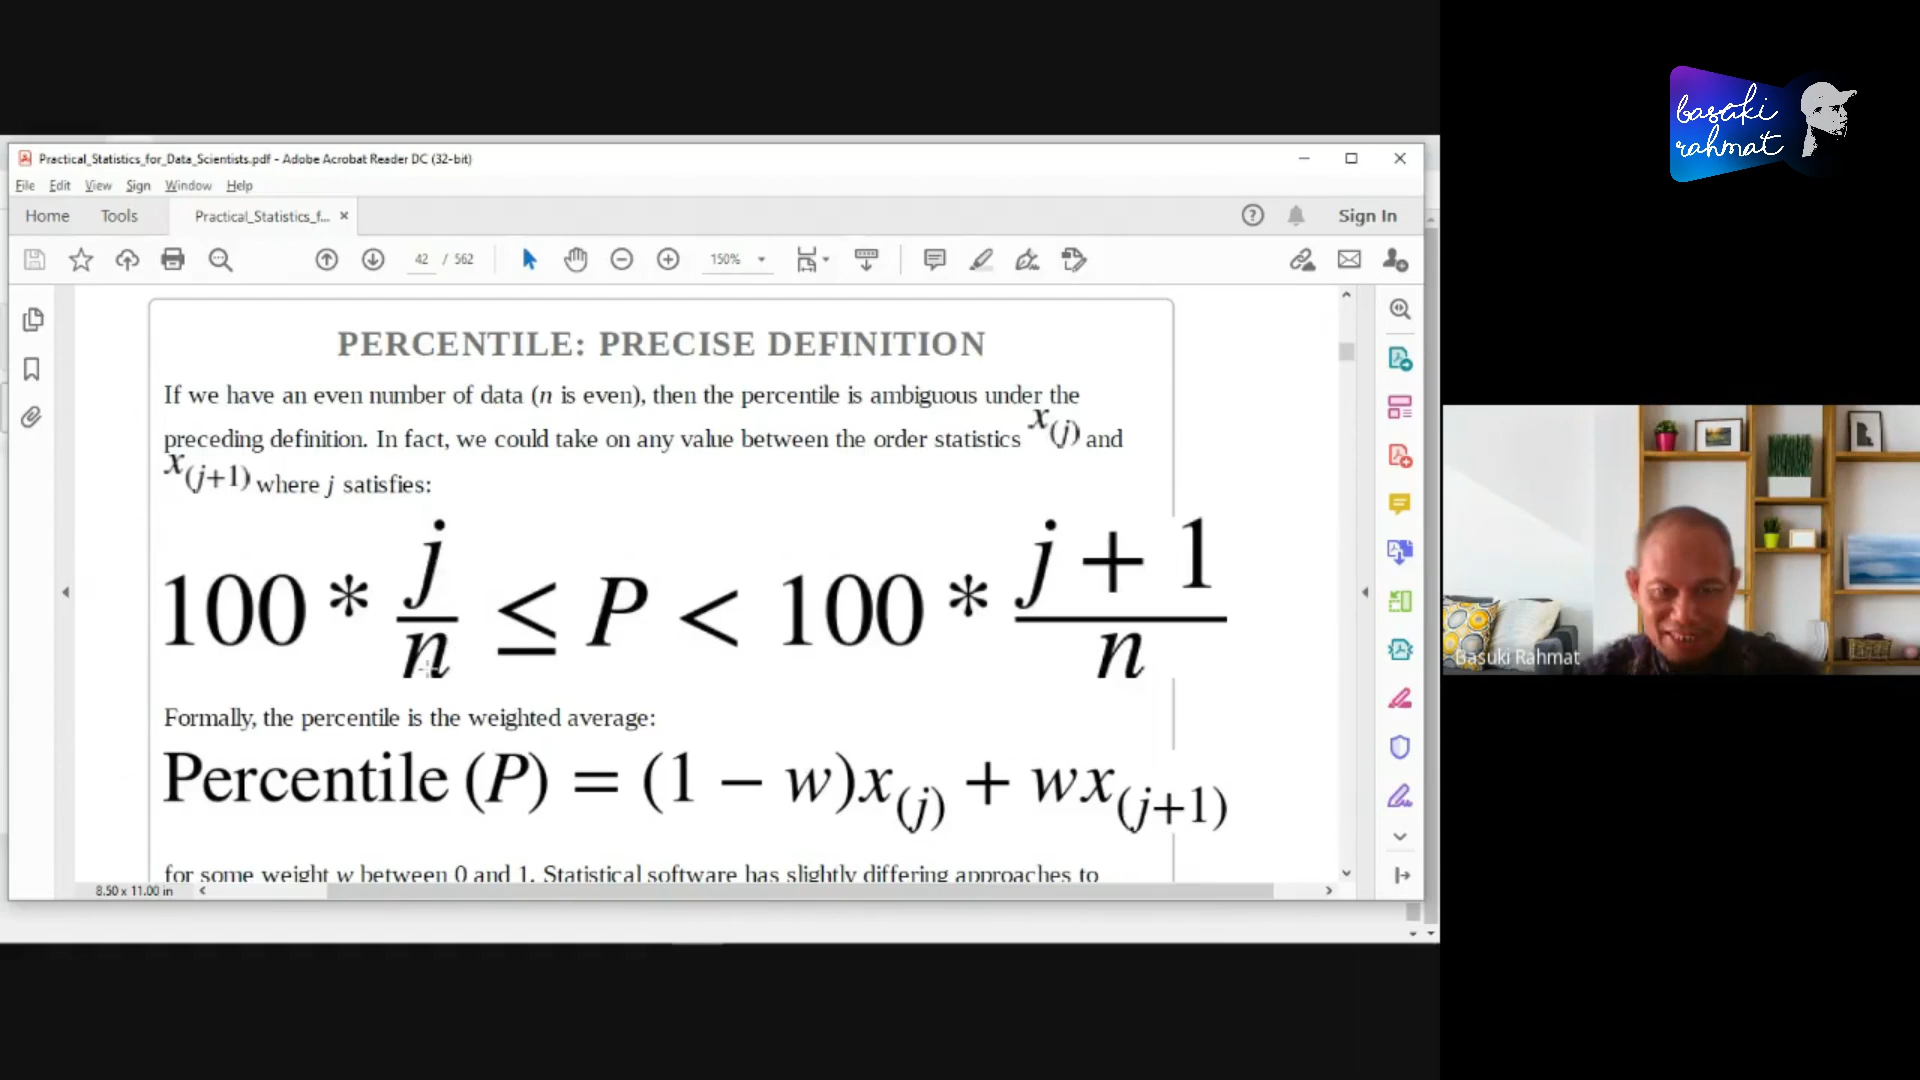 basuki
rahmat
Practical_Statistics_for_Data_Scientists.pdf - Adobe Acrobat Reader DC (32-bit)
File Edit View Sign Window Help
Home Tools Practical_Statistics_f... × Sign In
42 / 562 150%
PERCENTILE: PRECISE DEFINITION
If we have an even number of data (n is even), then the percentile is ambiguous under the
preceding definition. In fact, we could take on any value between the order statistics x(j) and
x(j+1) where j satisfies:
100 * j/n ≤ P < 100 * (j + 1)/n
Formally, the percentile is the weighted average:
Percentile (P) = (1 − w)x(j) + wx(j+1)
for some weight w between 0 and 1. Statistical software has slightly differing approaches to
8.50 x 11.00 in
Basuki Rahmat